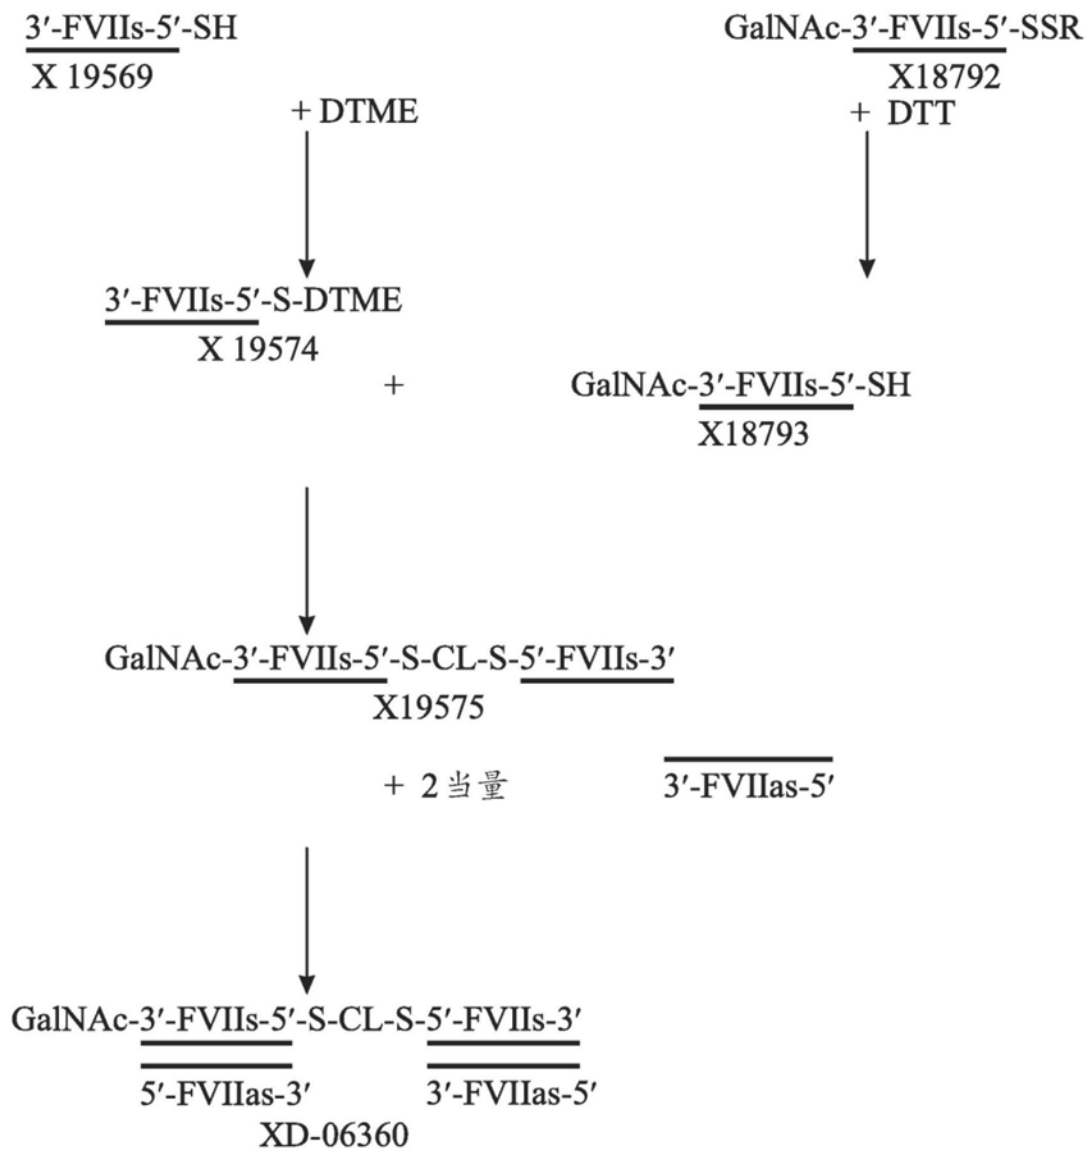 3′-FVIIs-5′-SH
X 19569
GalNAc-3′-FVIIs-5′-SSR
X18792
+ DTME
+ DTT
3′-FVIIs-5′-S-DTME
X 19574
+
GalNAc-3′-FVIIs-5′-SH
X18793
GalNAc-3′-FVIIs-5′-S-CL-S-5′-FVIIs-3′
X19575
+ 2当量
3′-FVIIas-5′
GalNAc-3′-FVIIs-5′-S-CL-S-5′-FVIIs-3′
5′-FVIIas-3′ 3′-FVIIas-5′
XD-06360